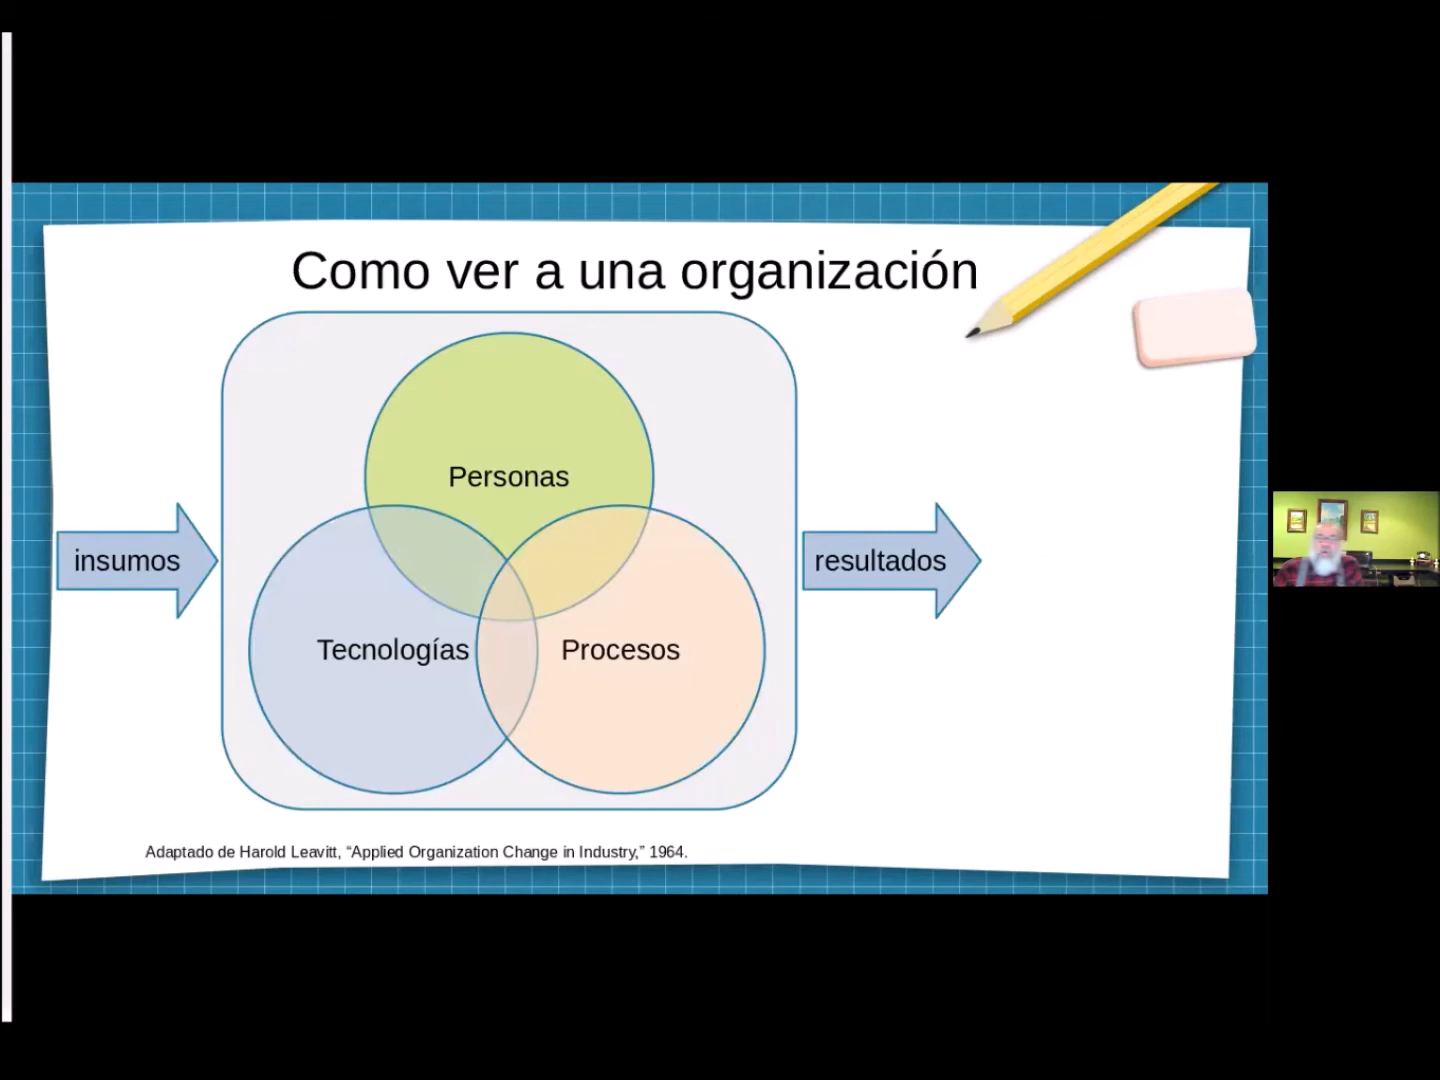 Como ver a una organización
Personas
insumos
resultados
Tecnologías
Procesos
Adaptado de Harold Leavitt, “Applied Organization Change in Industry,” 1964.